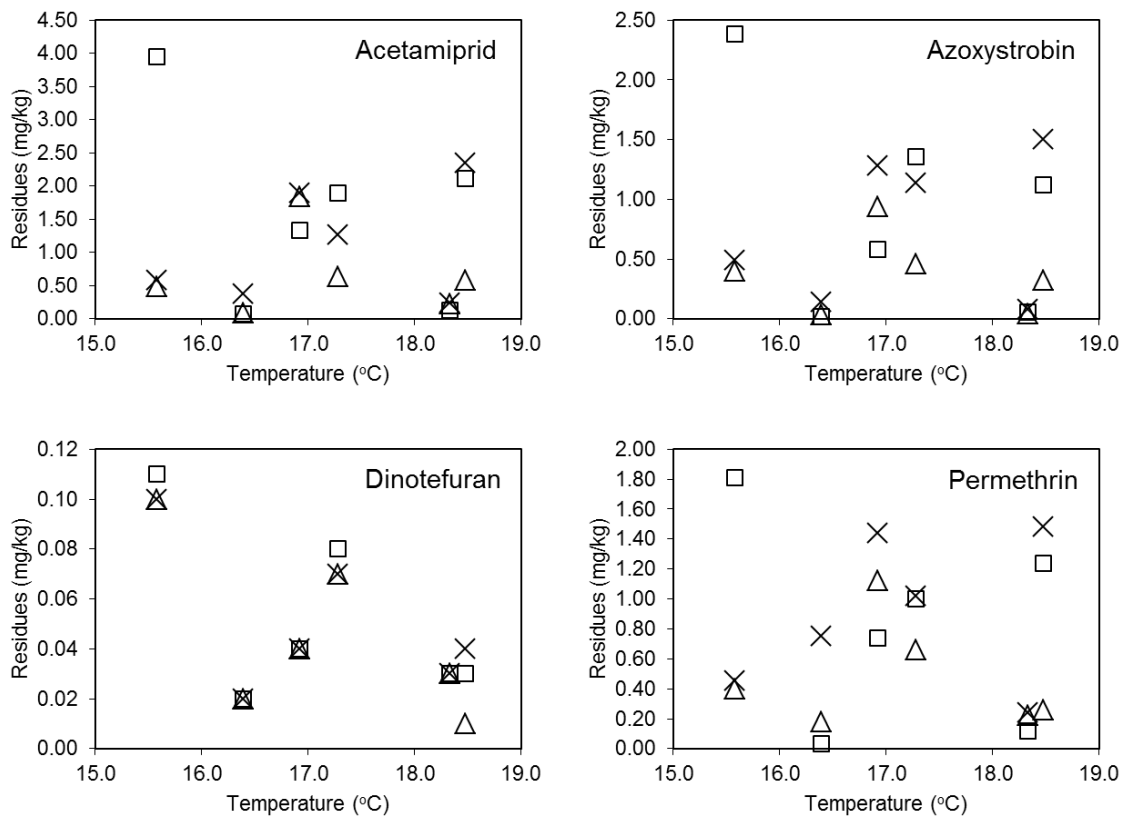 Acetamiprid
Residues (mg/kg)
4.50
4.00
3.50
3.00
2.50
2.00
1.50
1.00
0.50
0.00
15.0 16.0 17.0 18.0 19.0
Temperature (oC)
Azoxystrobin
Residues (mg/kg)
2.50
2.00
1.50
1.00
0.50
0.00
15.0 16.0 17.0 18.0 19.0
Temperature (oC)
Dinotefuran
Residues (mg/kg)
0.12
0.10
0.08
0.06
0.04
0.02
0.00
15.0 16.0 17.0 18.0 19.0
Temperature (oC)
Permethrin
Residues (mg/kg)
2.00
1.80
1.60
1.40
1.20
1.00
0.80
0.60
0.40
0.20
0.00
15.0 16.0 17.0 18.0 19.0
Temperature (oC)